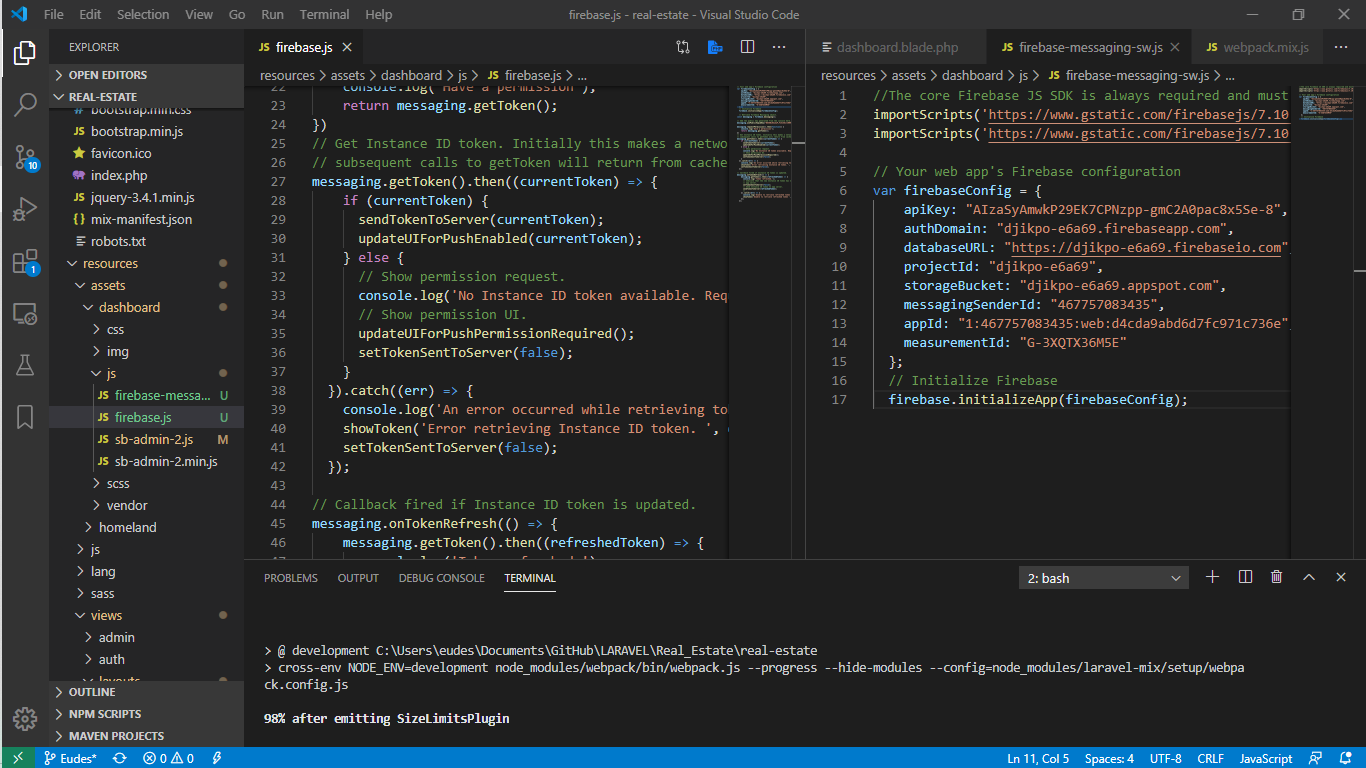 File Edit Selection View Go Run Terminal Help
firebase.js - real-estate - Visual Studio Code
EXPLORER
OPEN EDITORS
REAL-ESTATE
bootstrap.min.css
JS bootstrap.min.js
favicon.ico
index.php
JS jquery-3.4.1.min.js
{} mix-manifest.json
robots.txt
resources
assets
dashboard
css
img
js
JS firebase-messa... U
JS firebase.js U
JS sb-admin-2.js M
JS sb-admin-2.min.js
scss
vendor
homeland
js
lang
sass
views
admin
auth
layouts
OUTLINE
NPM SCRIPTS
MAVEN PROJECTS
10
1
JS firebase.js
resources > assets > dashboard > js > JS firebase.js > ...
22 console.log('Have a permission');
23 return messaging.getToken();
24 })
25 // Get Instance ID token. Initially this makes a netwo
26 // subsequent calls to getToken will return from cache
27 messaging.getToken().then((currentToken) => {
28 if (currentToken) {
29 sendTokenToServer(currentToken);
30 updateUIForPushEnabled(currentToken);
31 } else {
32 // Show permission request.
33 console.log('No Instance ID token available. Req
34 // Show permission UI.
35 updateUIForPushPermissionRequired();
36 setTokenSentToServer(false);
37 }
38 }).catch((err) => {
39 console.log('An error occurred while retrieving to
40 showToken('Error retrieving Instance ID token. ',
41 setTokenSentToServer(false);
42 });
43
44 // Callback fired if Instance ID token is updated.
45 messaging.onTokenRefresh(() => {
46 messaging.getToken().then((refreshedToken) => {
dashboard.blade.php
JS firebase-messaging-sw.js
JS webpack.mix.js
resources > assets > dashboard > js > JS firebase-messaging-sw.js > ...
1 //The core Firebase JS SDK is always required and must
2 importScripts('https://www.gstatic.com/firebasejs/7.10
3 importScripts('https://www.gstatic.com/firebasejs/7.10
4
5 // Your web app's Firebase configuration
6 var firebaseConfig = {
7 apiKey: "AIzaSyAmwkP29EK7CPNzpp-gmC2A0pac8x5Se-8",
8 authDomain: "djikpo-e6a69.firebaseapp.com",
9 databaseURL: "https://djikpo-e6a69.firebaseio.com",
10 projectId: "djikpo-e6a69",
11 storageBucket: "djikpo-e6a69.appspot.com",
12 messagingSenderId: "467757083435",
13 appId: "1:467757083435:web:d4cda9abd6d7fc971c736e",
14 measurementId: "G-3XQTX36M5E"
15 };
16 // Initialize Firebase
17 firebase.initializeApp(firebaseConfig);
PROBLEMS OUTPUT DEBUG CONSOLE TERMINAL
2: bash
> @ development C:\Users\eudes\Documents\GitHub\LARAVEL\Real_Estate\real-estate
> cross-env NODE_ENV=development node_modules/webpack/bin/webpack.js --progress --hide-modules --config=node_modules/laravel-mix/setup/webpa
ck.config.js
98% after emitting SizeLimitsPlugin
Eudes* 0 0
Ln 11, Col 5 Spaces: 4 UTF-8 CRLF JavaScript